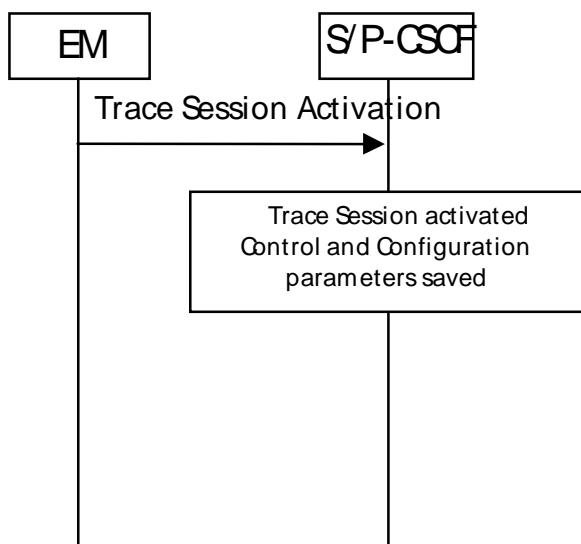 EM
S/P-CSCF
Trace Session Activation
Trace Session activated
Control and Configuration
parameters saved